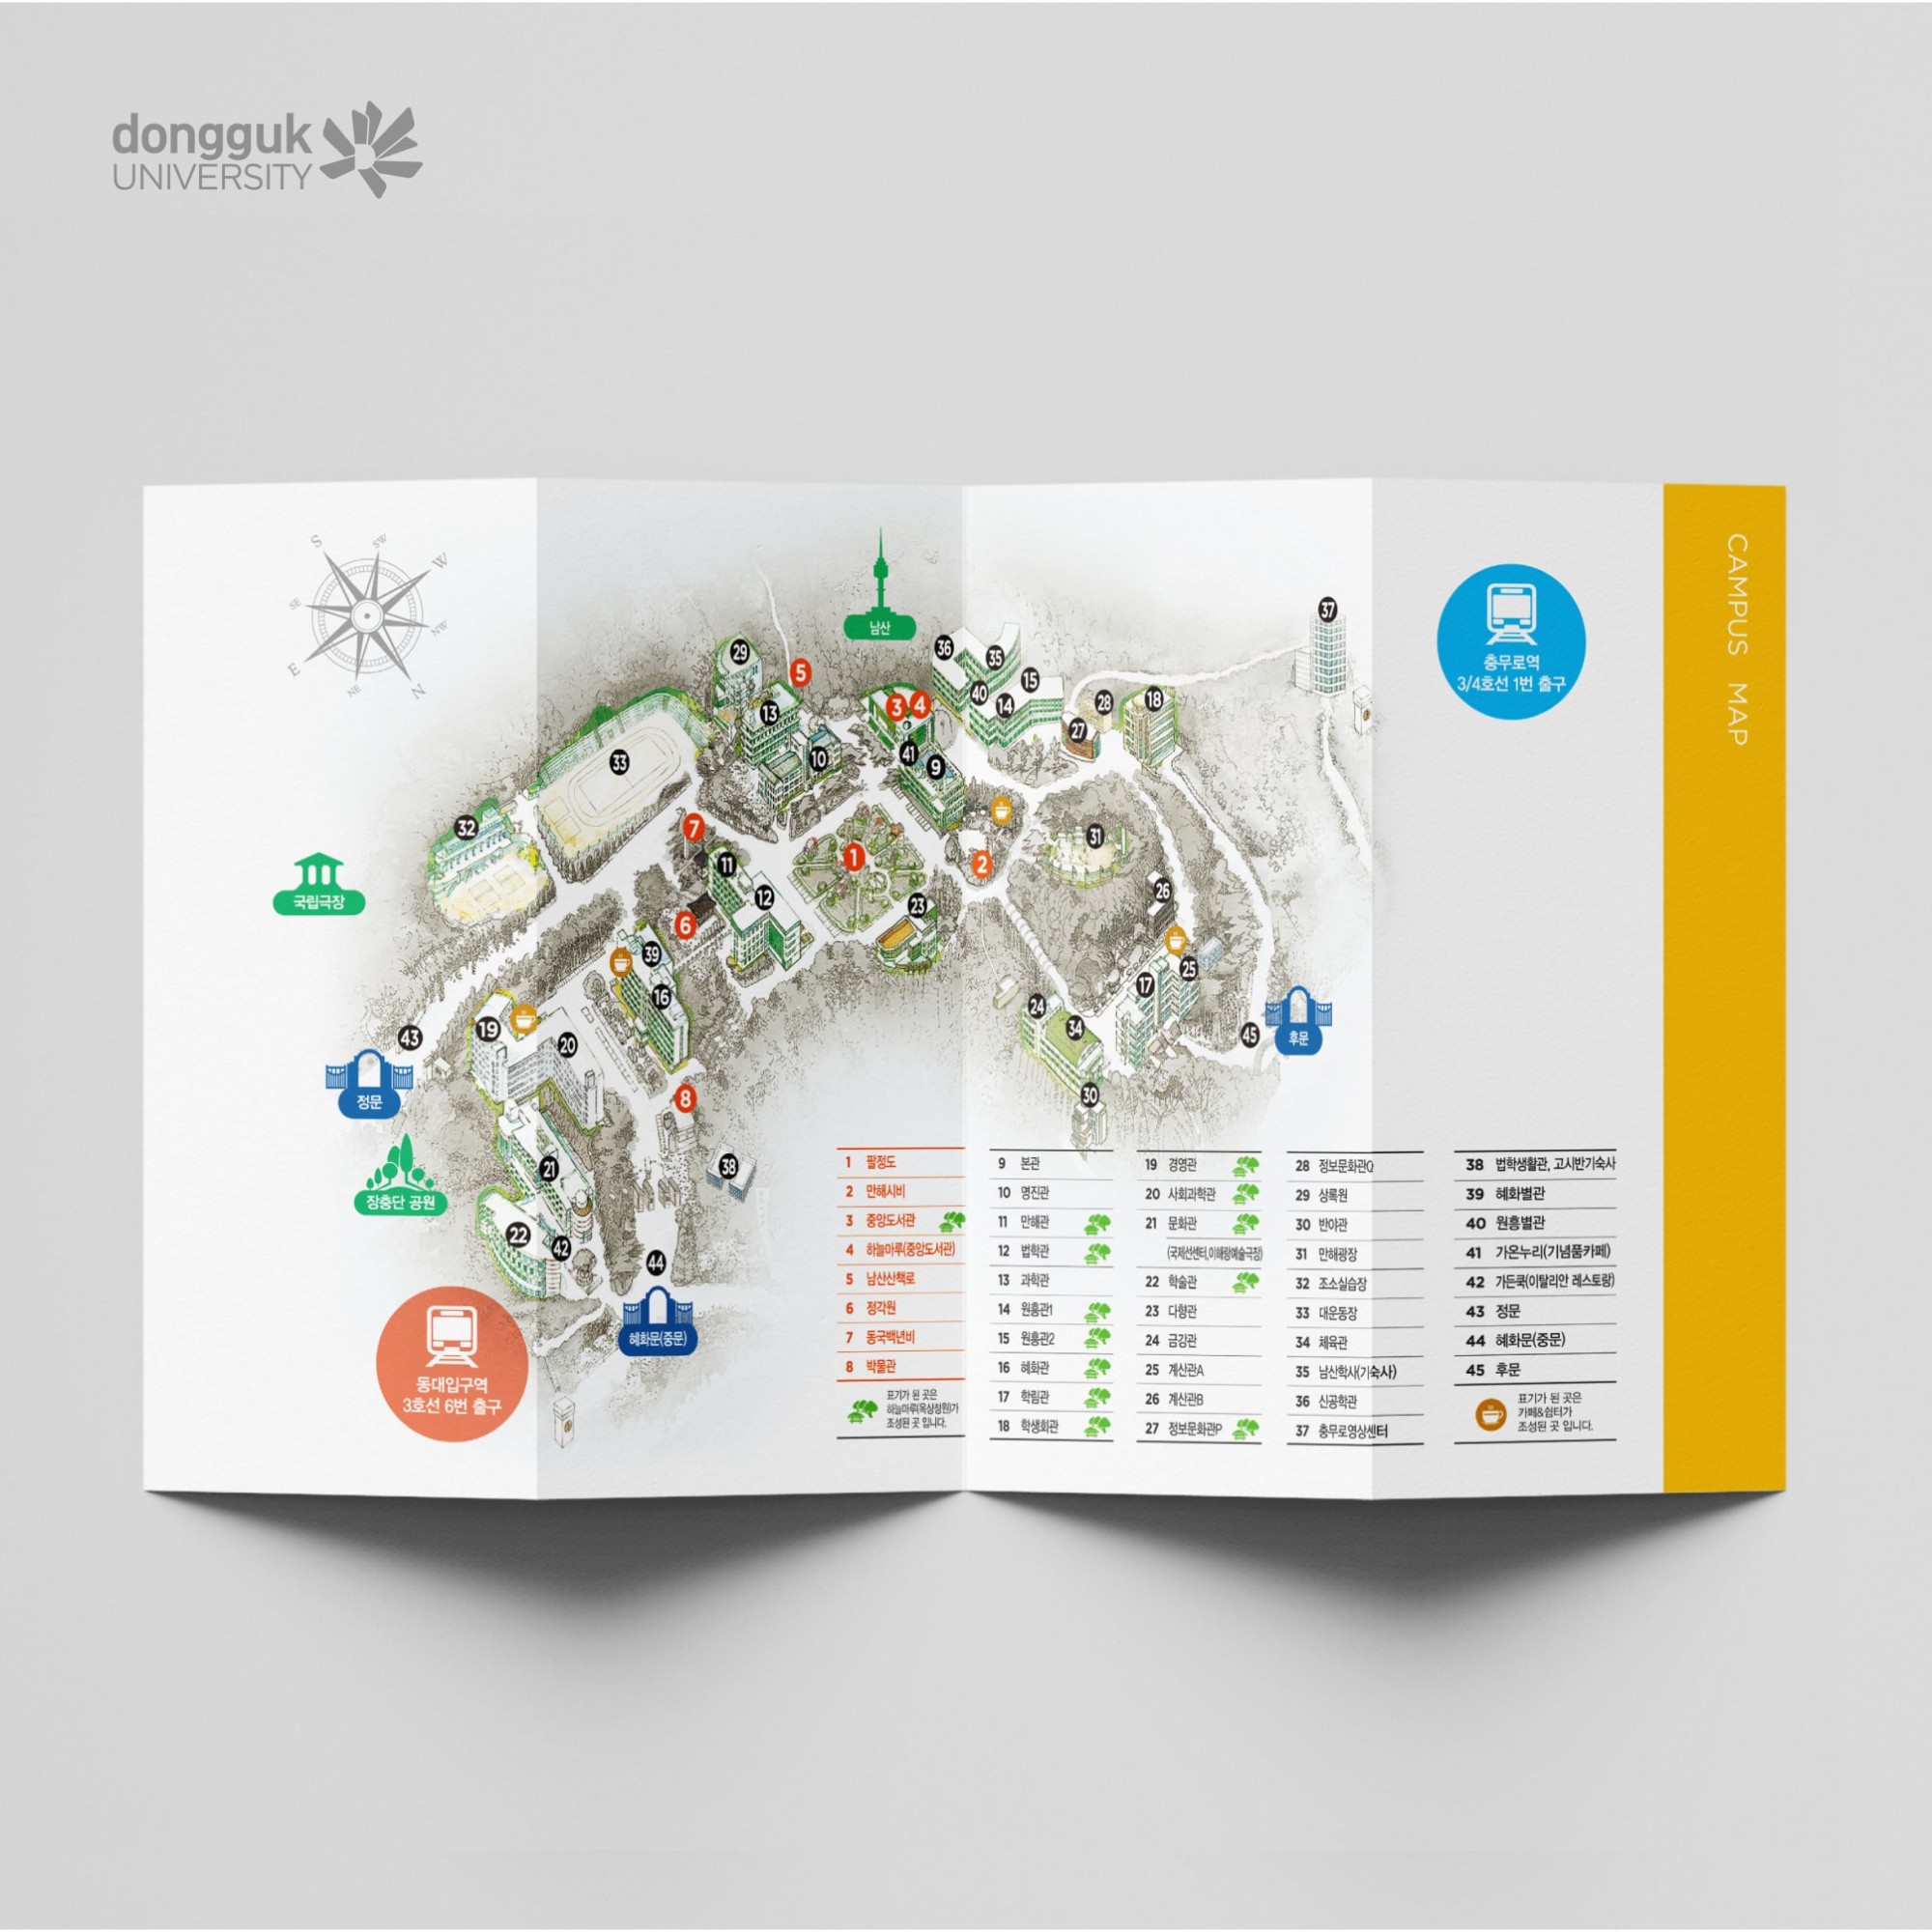 dongguk
UNIVERSITY
CAMPUS MAP
S
SW
W
SE
NW
E
NE
N
남산
충무로역
3/4호선 1번 출구
국립극장
정문
장충단 공원
동대입구역
3호선 6번 출구
혜화문(중문)
후문
37
36
35
29
5
15
40
14
28
18
3
4
13
27
41
10
9
33
32
7
31
11
1
2
12
26
23
6
39
25
17
16
24
34
19
43
20
45
30
8
38
21
22
42
44
1 팔정도
2 만해시비
3 중앙도서관
4 하늘마루(중앙도서관)
5 남산산책로
6 정각원
7 동국백년비
8 박물관
표기가 된 곳은
하늘마루(옥상정원)가
조성된 곳 입니다.
9 본관
10 명진관
11 만해관
12 법학관
13 과학관
14 원흥관1
15 원흥관2
16 혜화관
17 학림관
18 학생회관
19 경영관
20 사회과학관
21 문화관
(국제선센터,이해랑예술극장)
22 학술관
23 다향관
24 금강관
25 계산관A
26 계산관B
27 정보문화관P
28 정보문화관Q
29 상록원
30 반야관
31 만해광장
32 조소실습장
33 대운동장
34 체육관
35 남산학사(기숙사)
36 신공학관
37 충무로영상센터
38 법학생활관, 고시반기숙사
39 혜화별관
40 원흥별관
41 가온누리(기념품카페)
42 가든쿡(이탈리안 레스토랑)
43 정문
44 혜화문(중문)
45 후문
표기가 된 곳은
카페&쉼터가
조성된 곳 입니다.